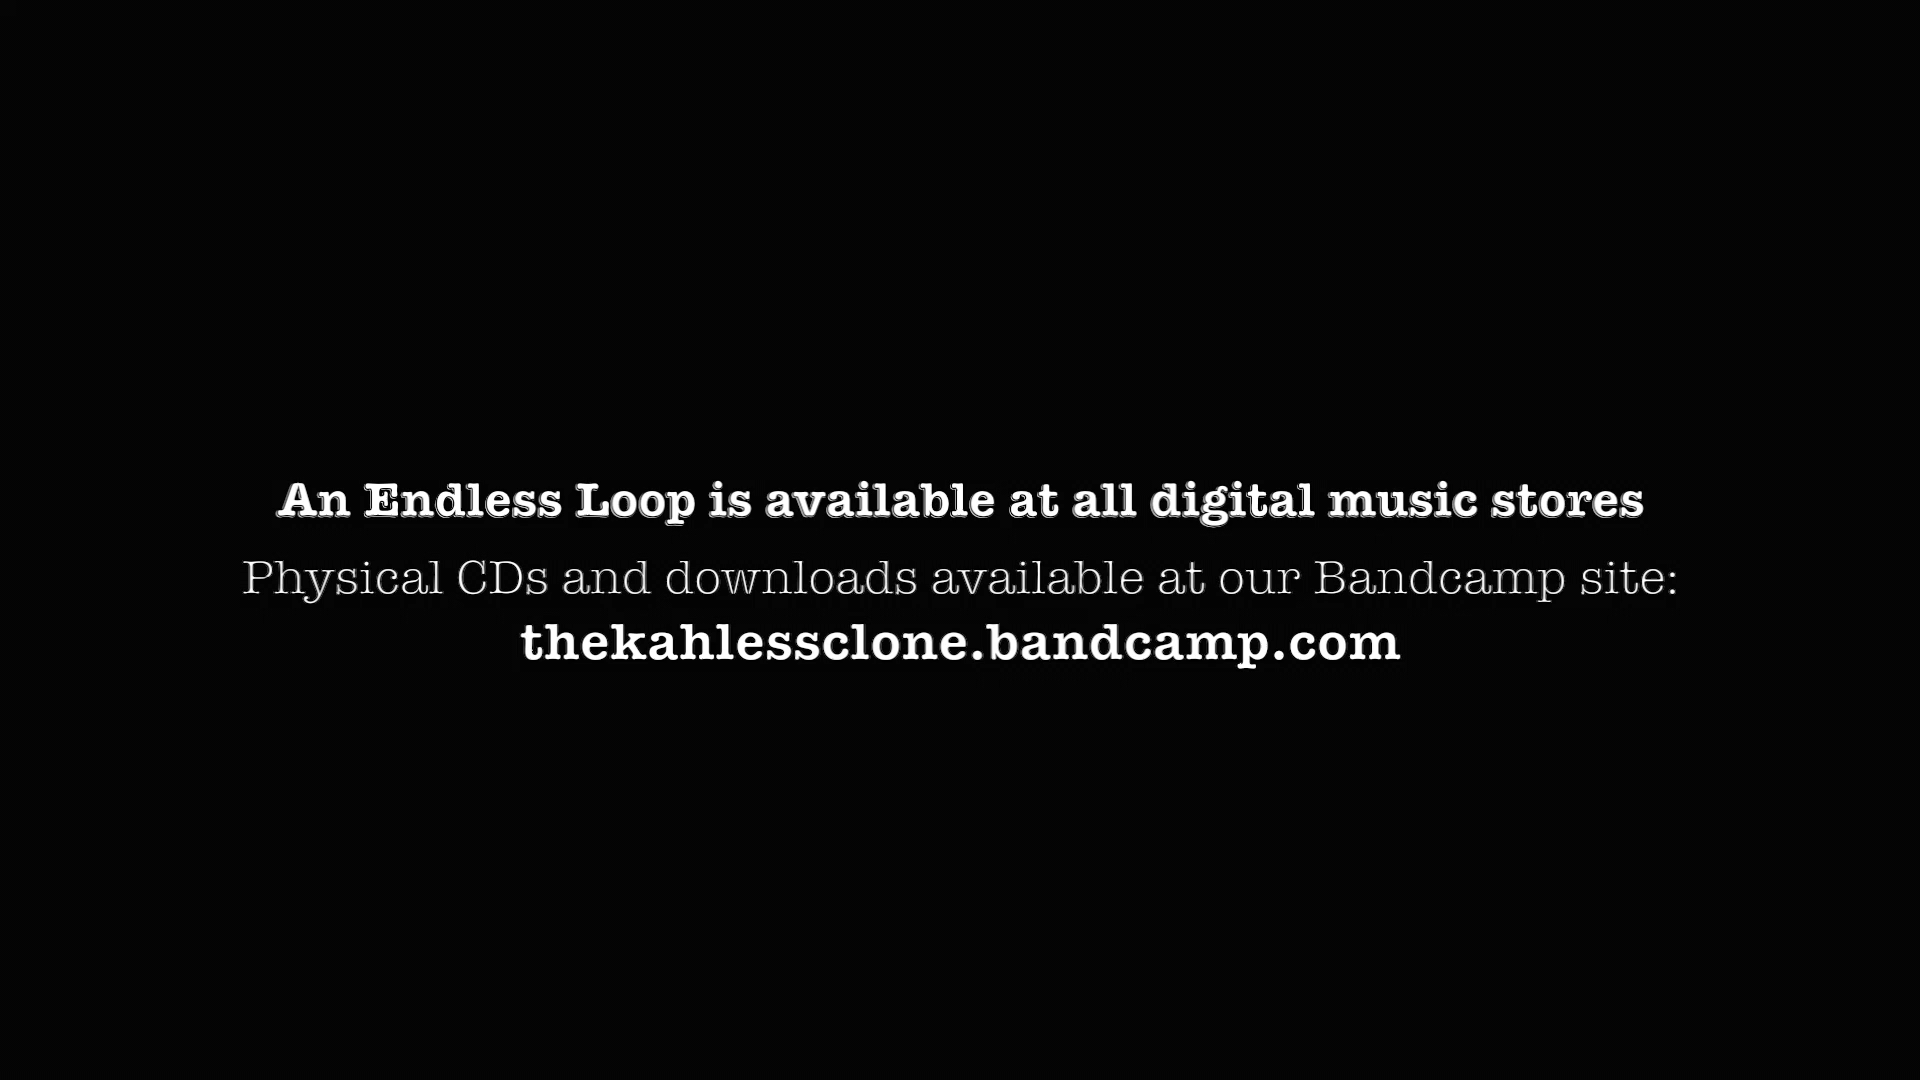 An Endless Loop is available at all digital music stores
Physical CDs and downloads available at our Bandcamp site:
thekahlessclone.bandcamp.com